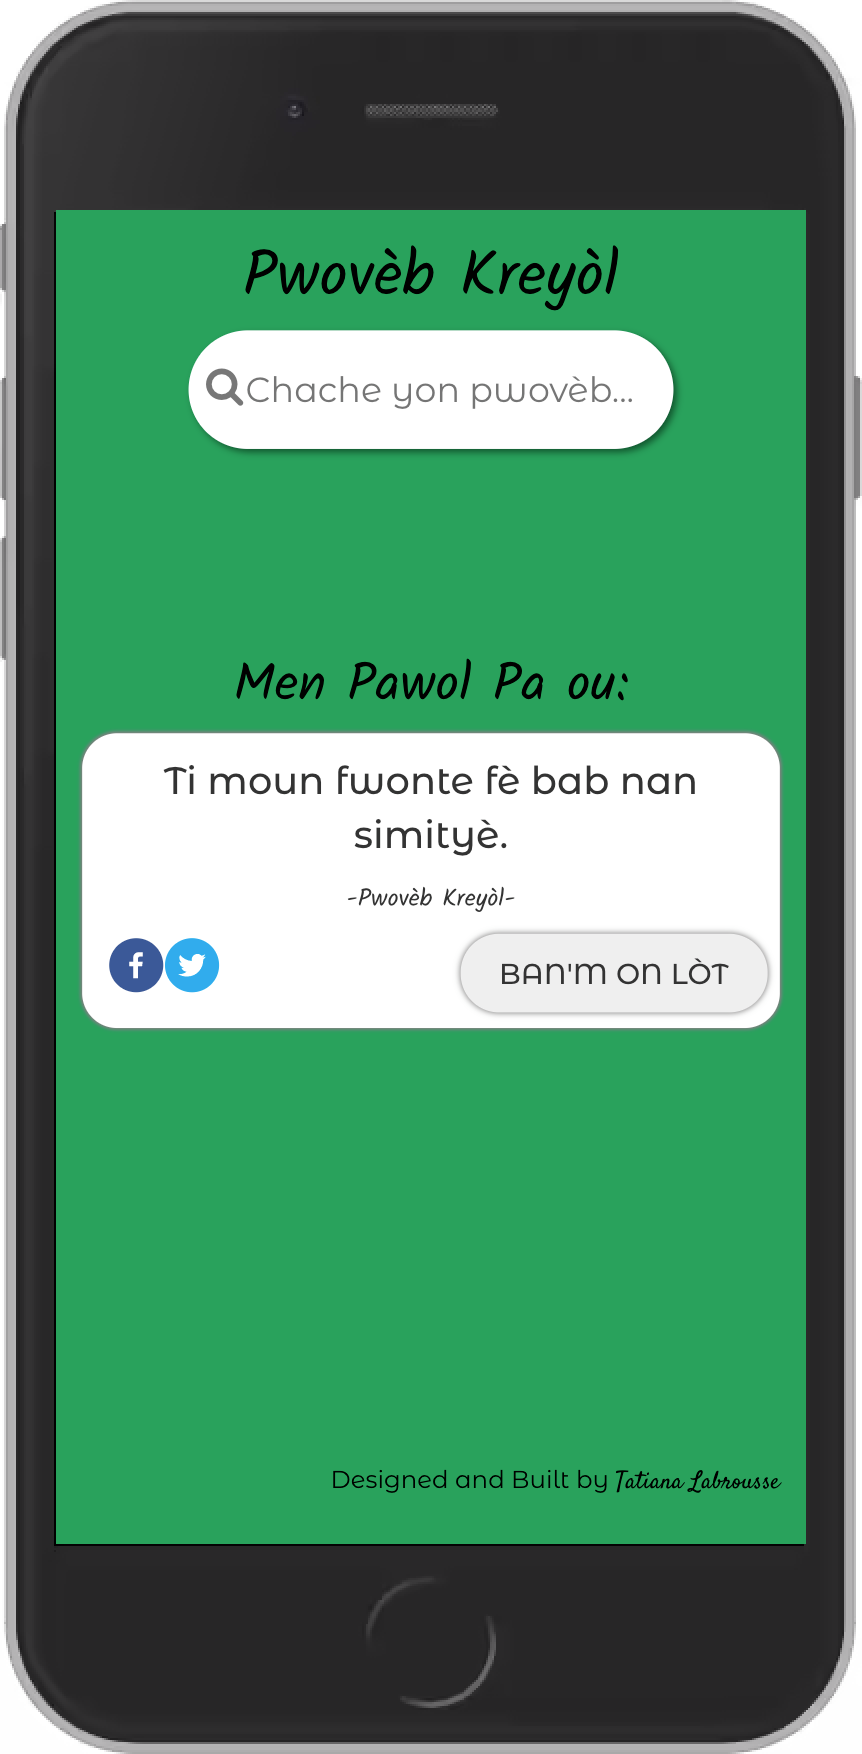 Pwovèb Kreyòl
Chache yon pwovèb...
Men Pawol Pa ou:
Ti moun fwonte fè bab nan
simityè.
-Pwovèb Kreyòl-
BAN'M ON LÒT
Designed and Built by Tatiana Labrousse